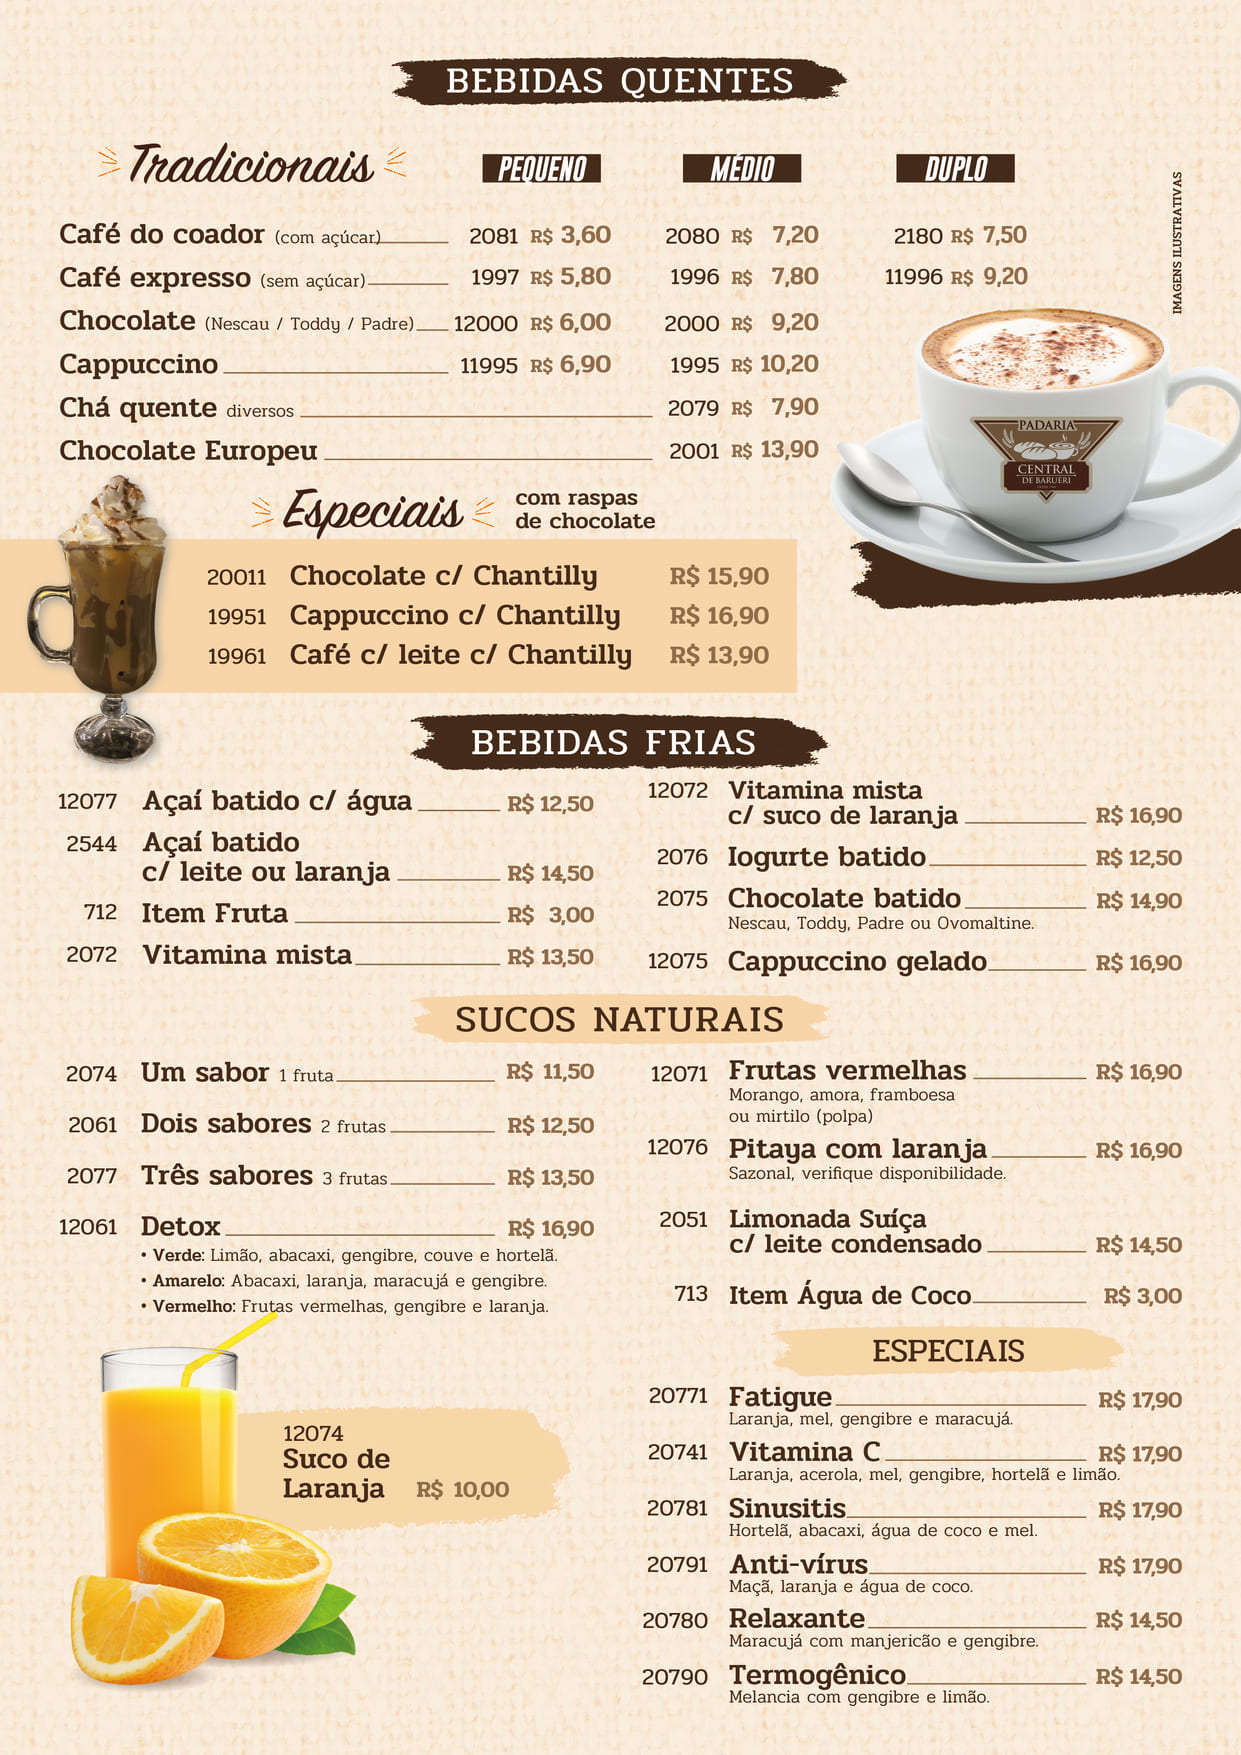 BEBIDAS QUENTES
Tradicionais PEQUENO MÉDIO DUPLO
Café do coador (com açúcar) 2081 R$ 3,60 2080 R$ 7,20 2180 R$ 7,50
Café expresso (sem açúcar) 1997 R$ 5,80 1996 R$ 7,80 11996 R$ 9,20
Chocolate (Nescau / Toddy / Padre) 12000 R$ 6,00 2000 R$ 9,20
Cappuccino 11995 R$ 6,90 1995 R$ 10,20
Chá quente diversos 2079 R$ 7,90
Chocolate Europeu 2001 R$ 13,90
IMAGENS ILUSTRATIVAS
PADARIA
CENTRAL
DE BARUERI
Especiais com raspas
de chocolate
20011 Chocolate c/ Chantilly R$ 15,90
19951 Cappuccino c/ Chantilly R$ 16,90
19961 Café c/ leite c/ Chantilly R$ 13,90
BEBIDAS FRIAS
12077 Açaí batido c/ água R$ 12,50
2544 Açaí batido
c/ leite ou laranja R$ 14,50
712 Item Fruta R$ 3,00
2072 Vitamina mista R$ 13,50
12072 Vitamina mista
c/ suco de laranja R$ 16,90
2076 Iogurte batido R$ 12,50
2075 Chocolate batido R$ 14,90
Nescau, Toddy, Padre ou Ovomaltine.
12075 Cappuccino gelado R$ 16,90
SUCOS NATURAIS
2074 Um sabor 1 fruta R$ 11,50
2061 Dois sabores 2 frutas R$ 12,50
2077 Três sabores 3 frutas R$ 13,50
12061 Detox R$ 16,90
• Verde: Limão, abacaxi, gengibre, couve e hortelã.
• Amarelo: Abacaxi, laranja, maracujá e gengibre.
• Vermelho: Frutas vermelhas, gengibre e laranja.
12074
Suco de
Laranja R$ 10,00
12071 Frutas vermelhas R$ 16,90
Morango, amora, framboesa
ou mirtilo (polpa)
12076 Pitaya com laranja R$ 16,90
Sazonal, verifique disponibilidade.
2051 Limonada Suíça
c/ leite condensado R$ 14,50
713 Item Água de Coco R$ 3,00
ESPECIAIS
20771 Fatigue R$ 17,90
Laranja, mel, gengibre e maracujá.
20741 Vitamina C R$ 17,90
Laranja, acerola, mel, gengibre, hortelã e limão.
20781 Sinusitis R$ 17,90
Hortelã, abacaxi, água de coco e mel.
20791 Anti-vírus R$ 17,90
Maçã, laranja e água de coco.
20780 Relaxante R$ 14,50
Maracujá com manjericão e gengibre.
20790 Termogênico R$ 14,50
Melancia com gengibre e limão.